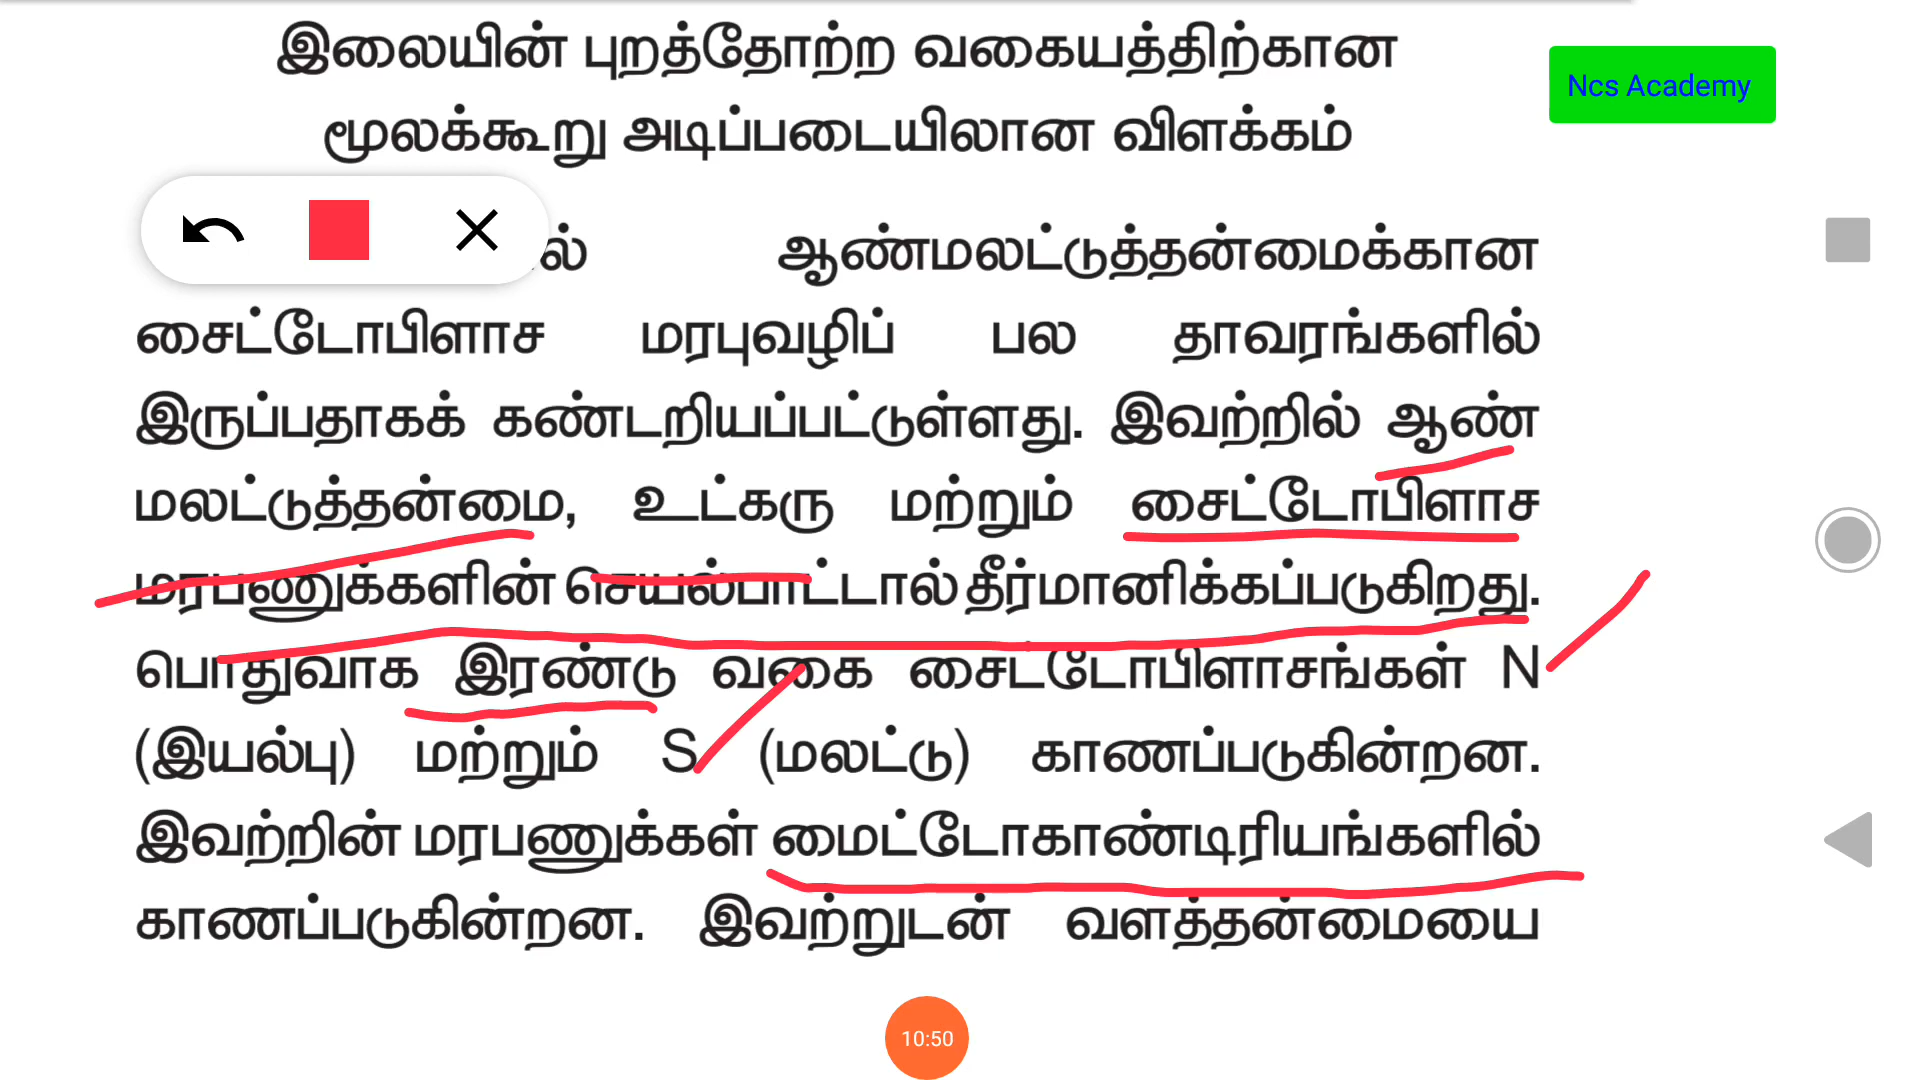 இலையின் புறத்தோற்ற வகையத்திற்கான
மூலக்கூறு அடிப்படையிலான விளக்கம்
Ncs Academy
ஆண்மலட்டுத்தன்மைக்கான
சைட்டோபிளாச மரபுவழிப் பல தாவரங்களில்
இருப்பதாகக் கண்டறியப்பட்டுள்ளது. இவற்றில் ஆண்
மலட்டுத்தன்மை, உட்கரு மற்றும் சைட்டோபிளாச
மரபணுக்களின் செயல்பாட்டால் தீர்மானிக்கப்படுகிறது.
பொதுவாக இரண்டு வகை சைட்டோபிளாசங்கள் N
(இயல்பு) மற்றும் S (மலட்டு) காணப்படுகின்றன.
இவற்றின் மரபணுக்கள் மைட்டோகாண்டிரியங்களில்
காணப்படுகின்றன. இவற்றுடன் வளத்தன்மையை
10:50